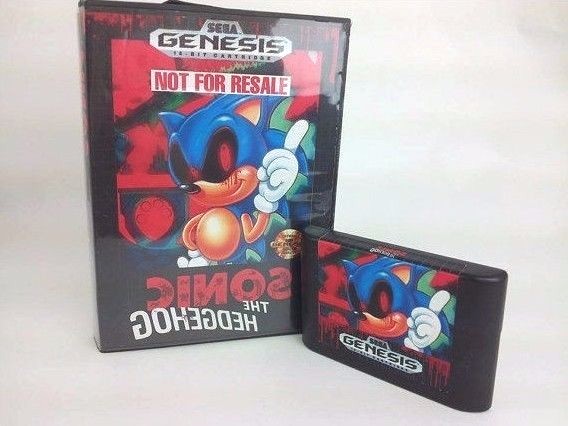 SEGA
GENESIS
16-BIT CARTRIDGE
NOT FOR RESALE
SONIC
THE
HEDGEHOG
SEGA
GENESIS